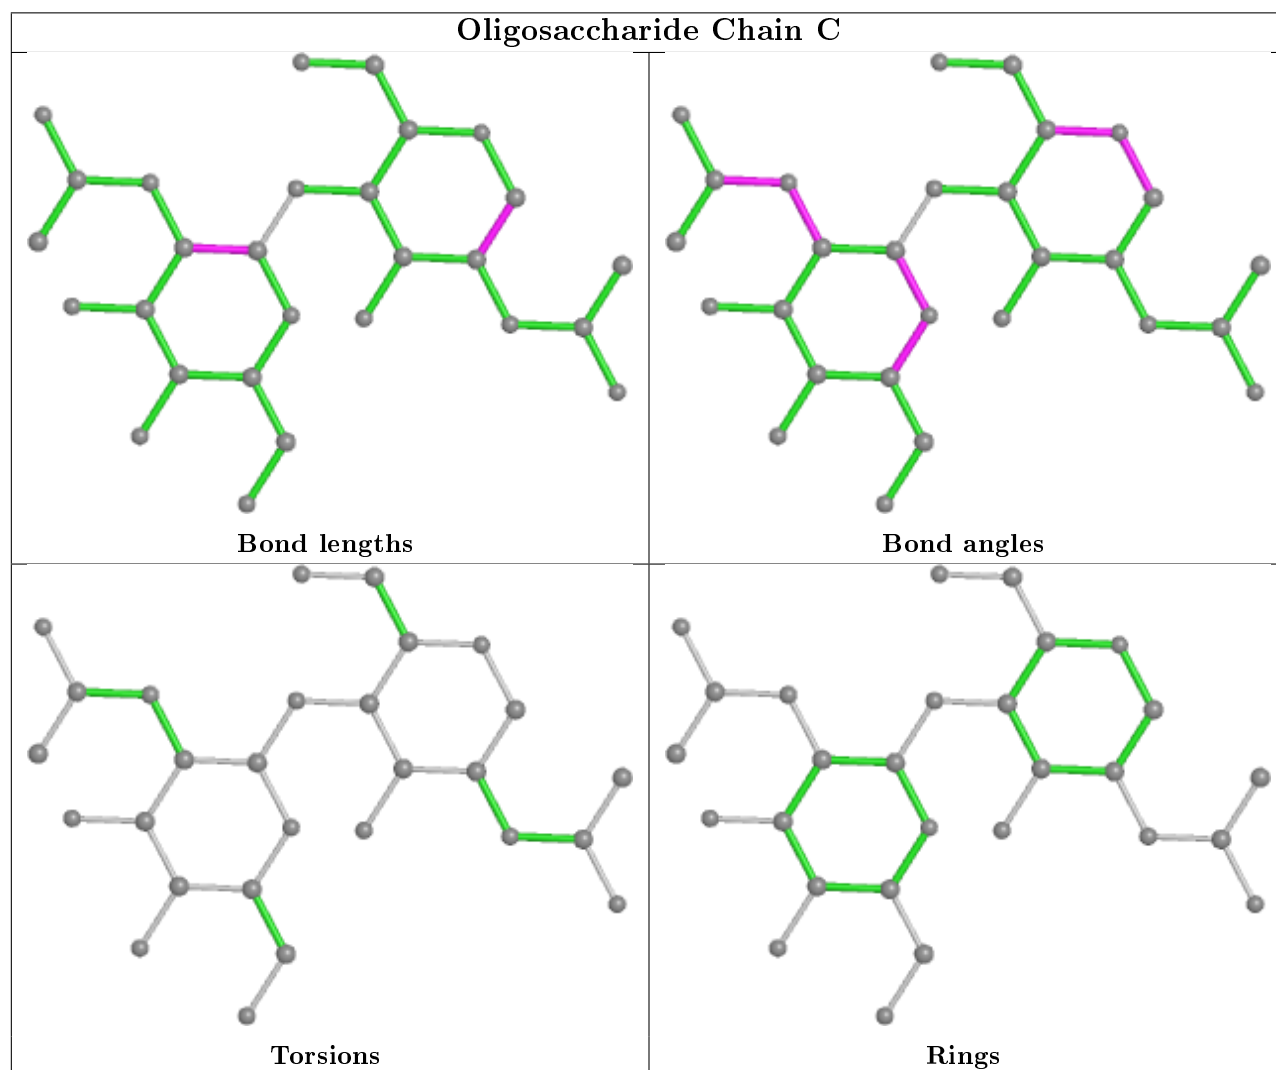 Oligosaccharide Chain C
Bond lengths
Bond angles
Torsions
Rings